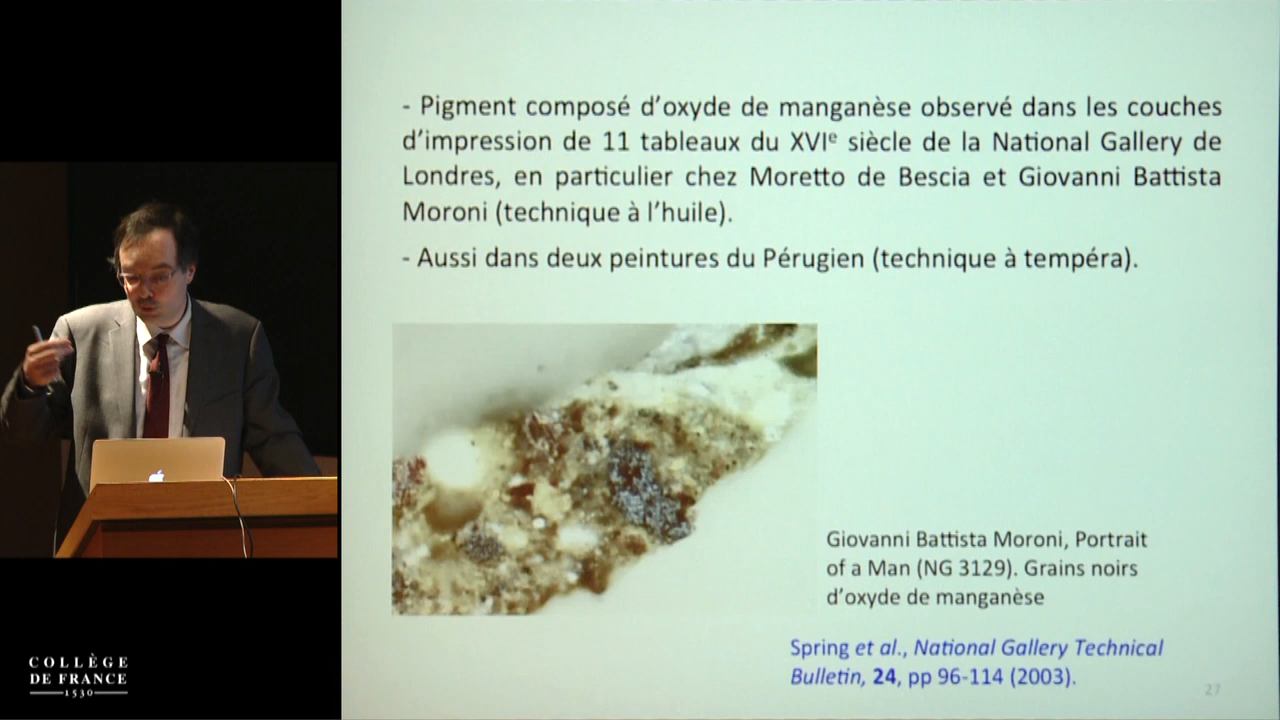 - Pigment composé d’oxyde de manganèse observé dans les couches
d’impression de 11 tableaux du XVIe siècle de la National Gallery de
Londres, en particulier chez Moretto de Bescia et Giovanni Battista
Moroni (technique à l’huile).
- Aussi dans deux peintures du Pérugien (technique à tempéra).
Giovanni Battista Moroni, Portrait
of a Man (NG 3129). Grains noirs
d’oxyde de manganèse
Spring et al., National Gallery Technical
Bulletin, 24, pp 96-114 (2003).
27
COLLÈGE
DE FRANCE
1530